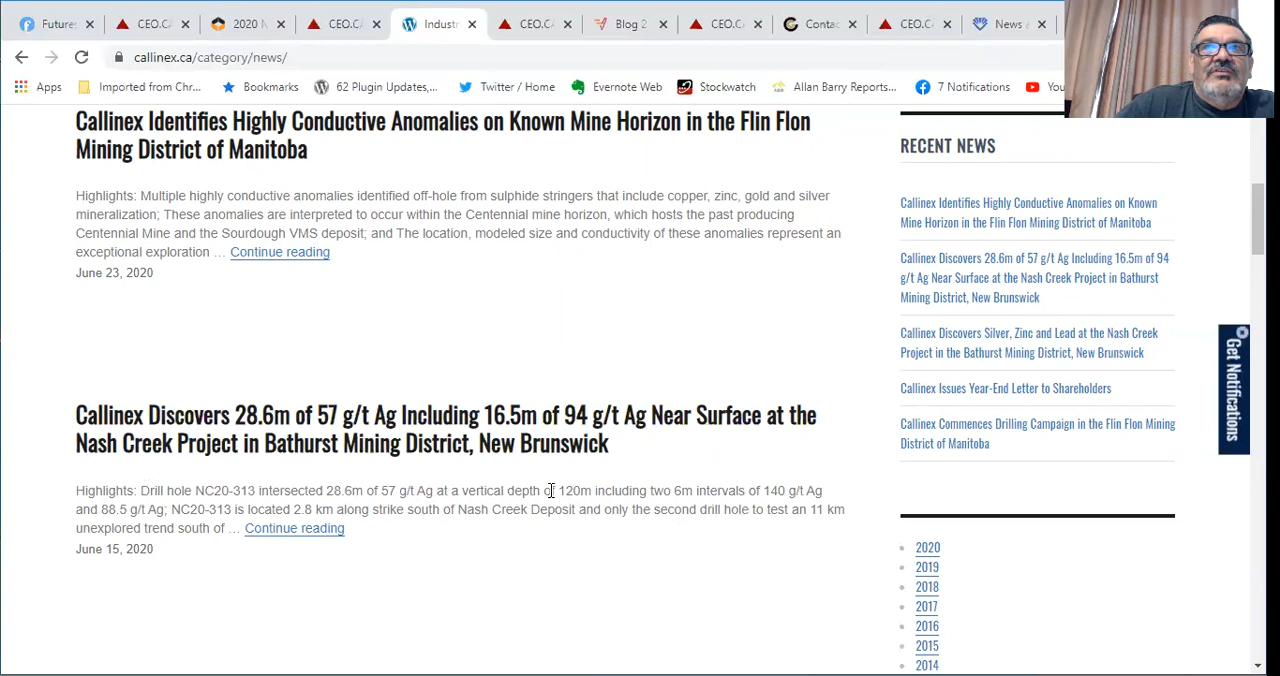 Future:
CEO.CA
2020 N
CEO.CA
Industr
CEO.CA
Blog 2
CEO.CA
Contac
CEO.CA
News a
callinex.ca/category/news/
Apps
Imported from Chr...
Bookmarks
62 Plugin Updates,...
Twitter / Home
Evernote Web
Stockwatch
Allan Barry Reports...
7 Notifications
You
Callinex Identifies Highly Conductive Anomalies on Known Mine Horizon in the Flin Flon
Mining District of Manitoba
Highlights: Multiple highly conductive anomalies identified off-hole from sulphide stringers that include copper, zinc, gold and silver
mineralization; These anomalies are interpreted to occur within the Centennial mine horizon, which hosts the past producing
Centennial Mine and the Sourdough VMS deposit; and The location, modeled size and conductivity of these anomalies represent an
exceptional exploration … Continue reading
June 23, 2020
Callinex Discovers 28.6m of 57 g/t Ag Including 16.5m of 94 g/t Ag Near Surface at the
Nash Creek Project in Bathurst Mining District, New Brunswick
Highlights: Drill hole NC20-313 intersected 28.6m of 57 g/t Ag at a vertical depth of 120m including two 6m intervals of 140 g/t Ag
and 88.5 g/t Ag; NC20-313 is located 2.8 km along strike south of Nash Creek Deposit and only the second drill hole to test an 11 km
unexplored trend south of … Continue reading
June 15, 2020
RECENT NEWS
Callinex Identifies Highly Conductive Anomalies on Known
Mine Horizon in the Flin Flon Mining District of Manitoba
Callinex Discovers 28.6m of 57 g/t Ag Including 16.5m of 94
g/t Ag Near Surface at the Nash Creek Project in Bathurst
Mining District, New Brunswick
Callinex Discovers Silver, Zinc and Lead at the Nash Creek
Project in the Bathurst Mining District, New Brunswick
Callinex Issues Year-End Letter to Shareholders
Callinex Commences Drilling Campaign in the Flin Flon Mining
District of Manitoba
2020
2019
2018
2017
2016
2015
2014
Get Notifications